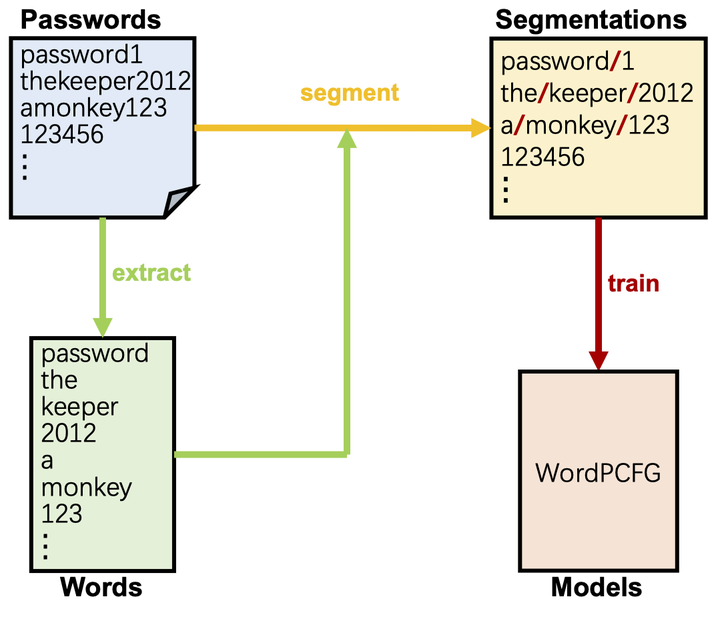 Passwords
password1
thekeeper2012
amonkey123
123456
⋮
segment
Segmentations
password/1
the/keeper/2012
a/monkey/123
123456
⋮
extract
train
password
the
keeper
2012
a
monkey
123
⋮
Words
WordPCFG
Models